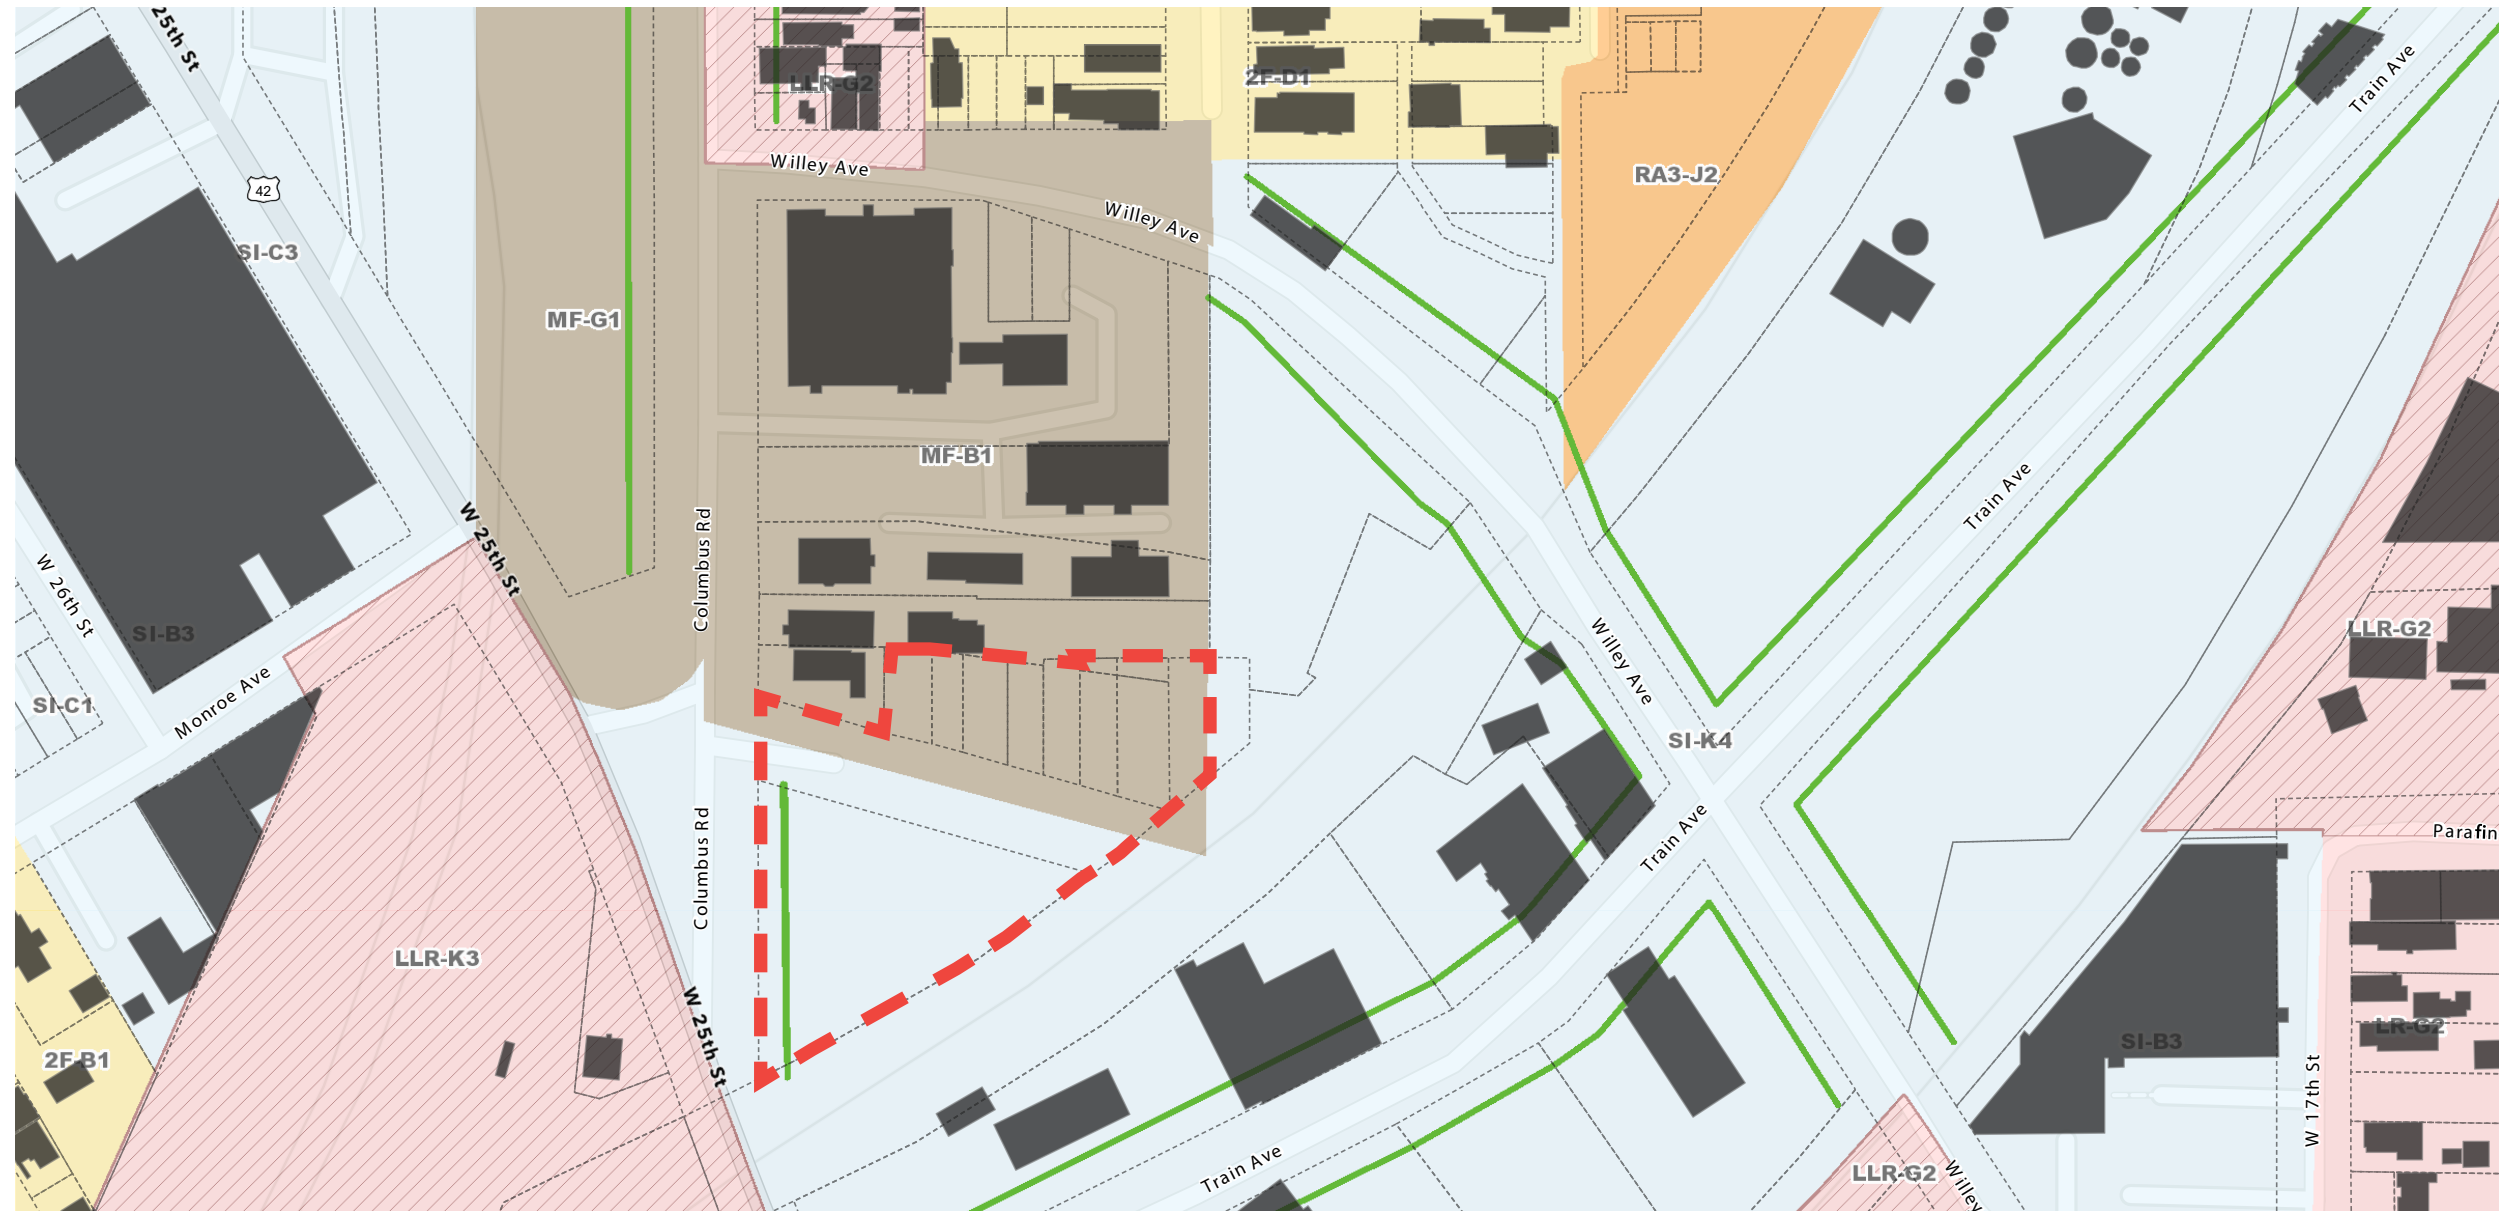 25th St
LLR-G2
2F-D1
Train Ave
Willey Ave
RA3-J2
42
Willey Ave
SI-C3
MF-G1
MF-B1
Train Ave
W 25th St
Columbus Rd
W 26th St
SI-B3
LLR-G2
Willey Ave
Monroe Ave
SI-C1
SI-K4
Train Ave
Parafin
Columbus Rd
LLR-K3
W 25th St
LR-G2
SI-B3
2F-B1
W 17th St
Train Ave
LLR-G2
Willey